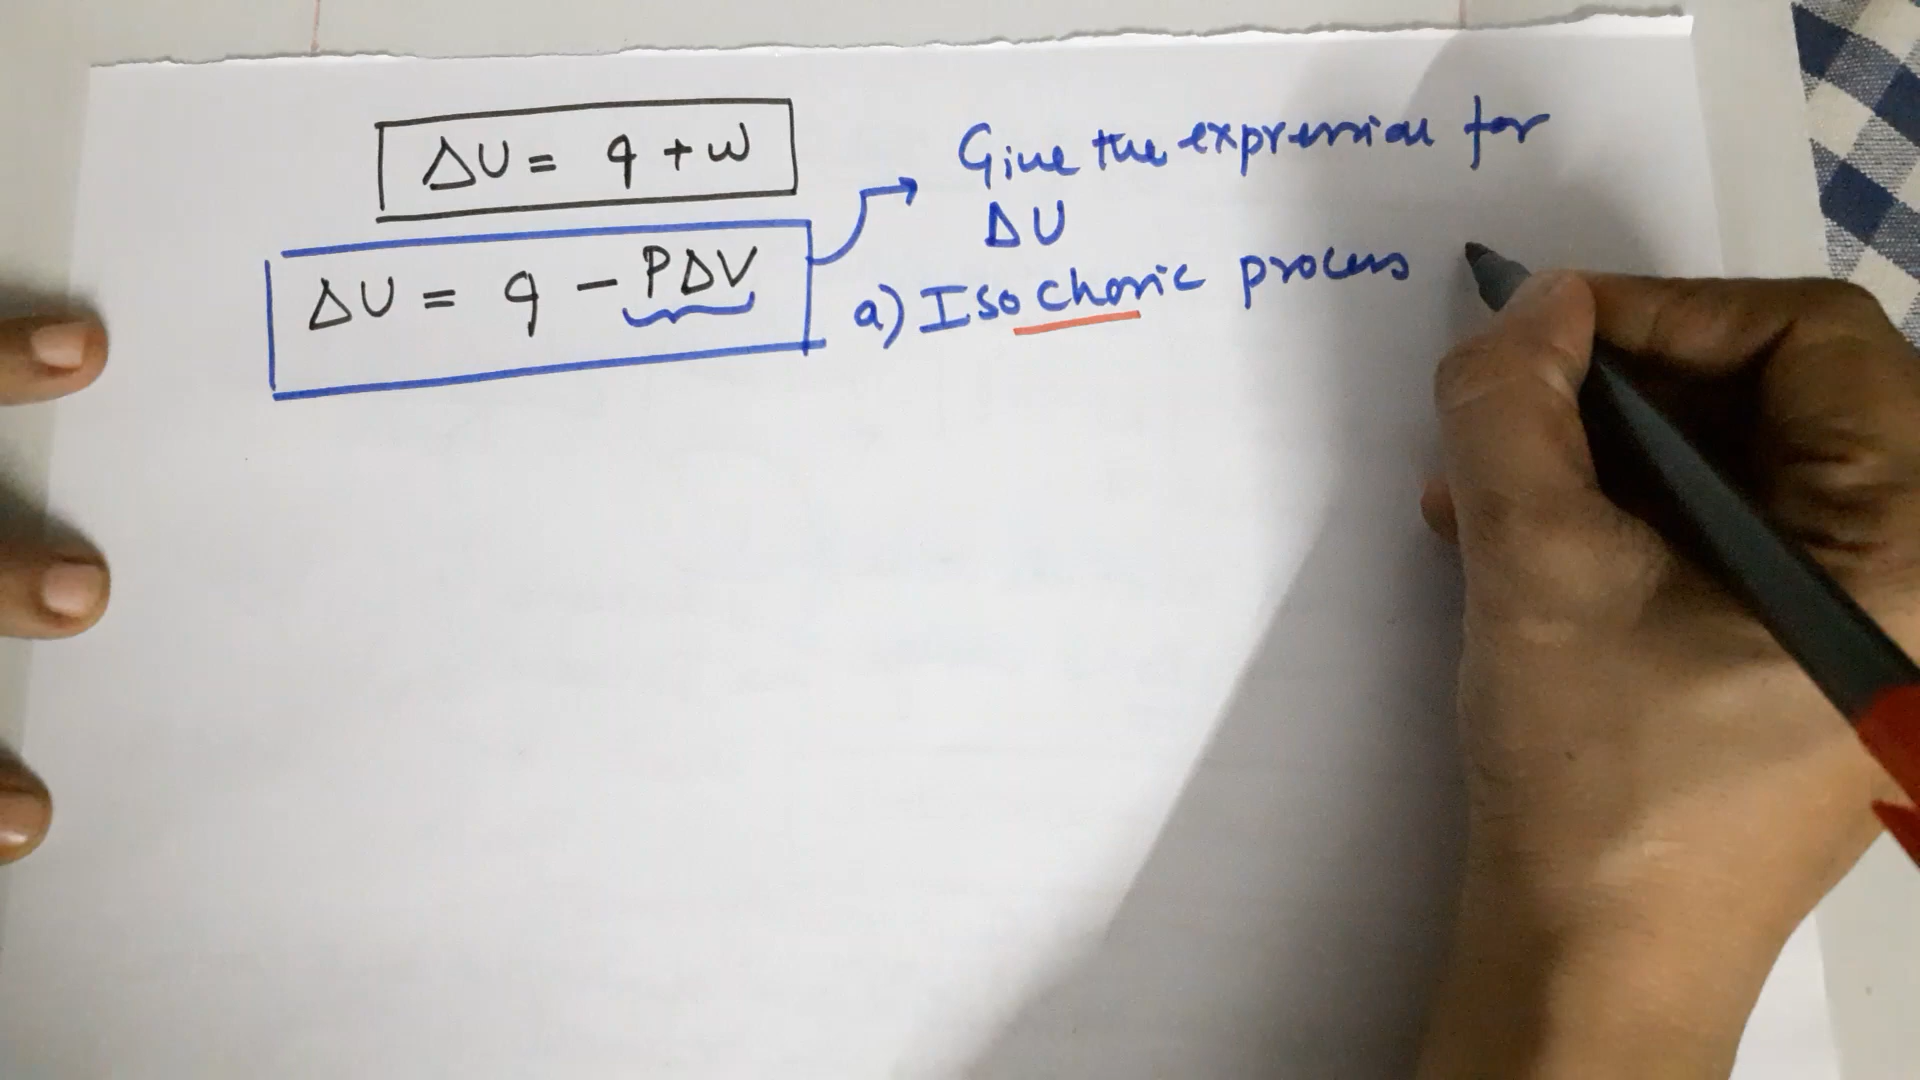 ΔU = q + w
ΔU = q - PΔV
Give the expression for
ΔU
a) Isochoric process